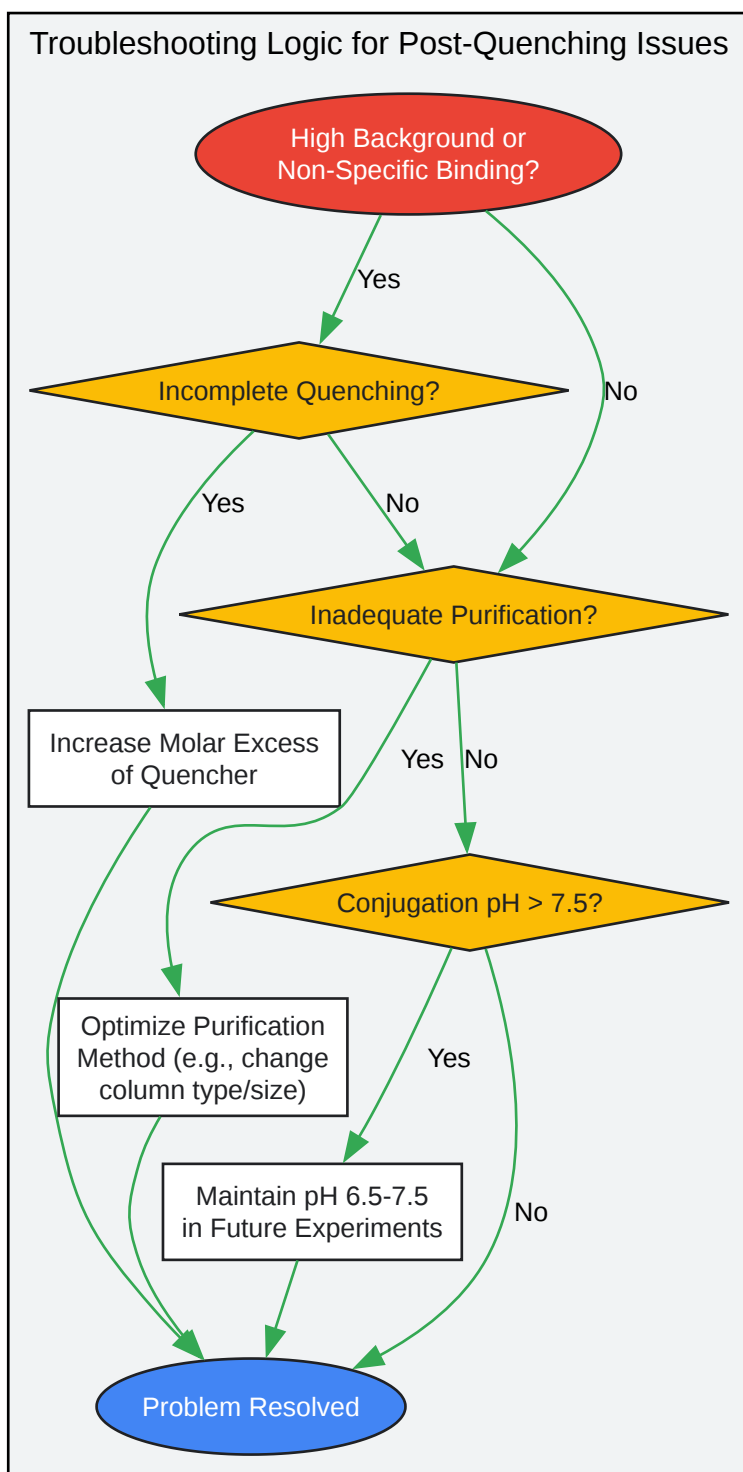 Troubleshooting Logic for Post-Quenching Issues
High Background or
Non-Specific Binding?
Yes
No
Incomplete Quenching?
Yes
No
Inadequate Purification?
Increase Molar Excess
of Quencher
Yes
No
Conjugation pH > 7.5?
Optimize Purification
Method (e.g., change
column type/size)
Yes
Maintain pH 6.5-7.5
in Future Experiments
No
Problem Resolved